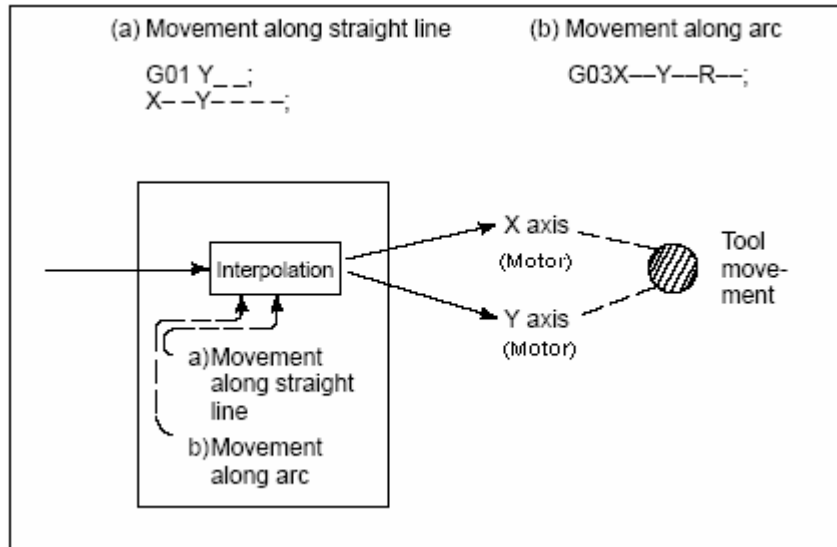 (a) Movement along straight line
G01 Y_ _;
X– –Y– – – –;
(b) Movement along arc
G03X––Y––R––;
Interpolation
a)Movement
along straight
line
b)Movement
along arc
X axis
(Motor)
Y axis
(Motor)
Tool
move-
ment